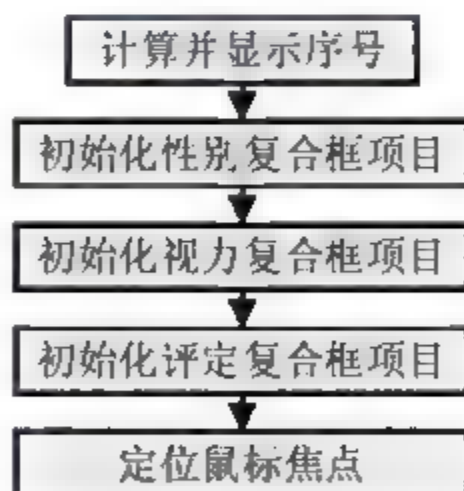 计算并显示序号
初始化性别复合框项目
初始化视力复合框项目
初始化评定复合框项目
定位鼠标焦点